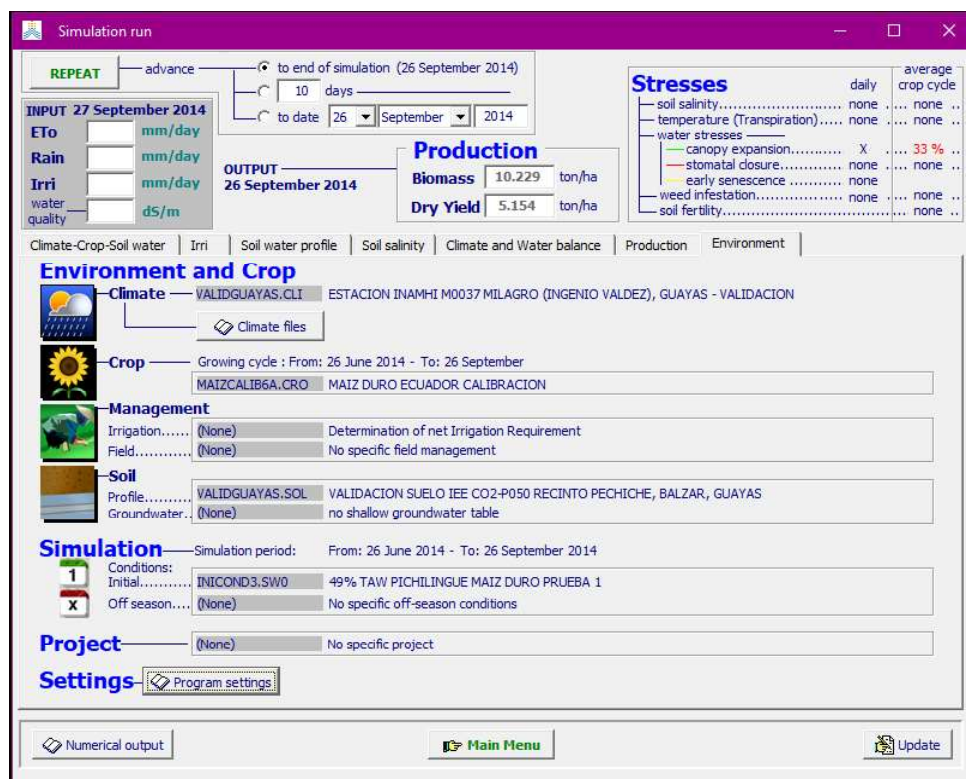 Simulation run
REPEAT advance to end of simulation (26 September 2014)
10 days
to date 26 September 2014
INPUT 27 September 2014
ETo mm/day
Rain mm/day
Irri mm/day
water quality dS/m
OUTPUT
26 September 2014
Production
Biomass 10.229 ton/ha
Dry Yield 5.154 ton/ha
Stresses daily average crop cycle
soil salinity........................ none .... none ..
temperature (Transpiration)..... none .... none ..
water stresses
canopy expansion........... X .... 33 % ..
stomatal closure............ none .... none ..
early senescence ........... none
weed infestation............ none .... none ..
soil fertility........................................ none ..
Climate-Crop-Soil water Irri Soil water profile Soil salinity Climate and Water balance Production Environment
Environment and Crop
Climate VALIDGUAYAS.CLI ESTACION INAMHI M0037 MILAGRO (INGENIO VALDEZ), GUAYAS - VALIDACION
Climate files
Crop Growing cycle : From: 26 June 2014 - To: 26 September
MAIZCALIB6A.CRO MAIZ DURO ECUADOR CALIBRACION
Management
Irrigation...... (None) Determination of net Irrigation Requirement
Field............ (None) No specific field management
Soil
Profile.......... VALIDGUAYAS.SOL VALIDACION SUELO IEE CO2-P050 RECINTO PECHICHE, BALZAR, GUAYAS
Groundwater.. (None) no shallow groundwater table
Simulation Simulation period: From: 26 June 2014 - To: 26 September 2014
1 Conditions:
Initial........... INICOND3.SW0 49% TAW PICHILINGUE MAIZ DURO PRUEBA 1
X Off season.... (None) No specific off-season conditions
Project (None) No specific project
Settings Program settings
Numerical output Main Menu Update